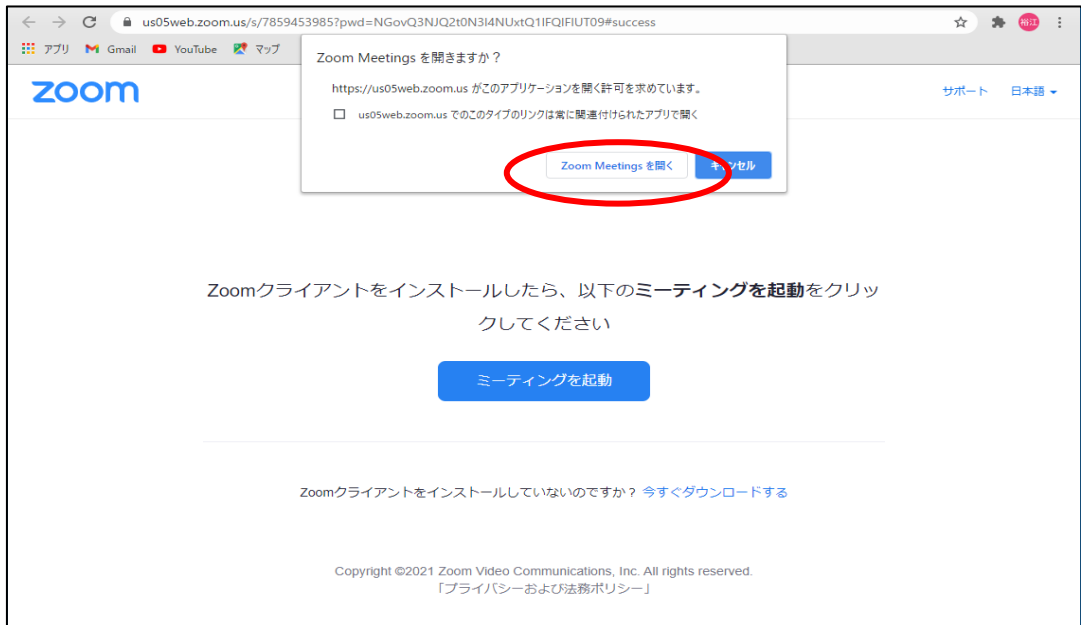 us05web.zoom.us/s/7859453985?pwd=NGovQ3NJQ2t0N3I4NUxtQ1lFQlFlUT09#success
裕江
アプリ Gmail YouTube マップ
Zoom Meetings を開きますか？
https://us05web.zoom.us がこのアプリケーションを開く許可を求めています。
us05web.zoom.us でのこのタイプのリンクは常に関連付けられたアプリで開く
Zoom Meetings を開く キャンセル
zoom
サポート 日本語
Zoomクライアントをインストールしたら、以下のミーティングを起動をクリッ
クしてください
ミーティングを起動
Zoomクライアントをインストールしていないのですか？ 今すぐダウンロードする
Copyright ©2021 Zoom Video Communications, Inc. All rights reserved.
「プライバシーおよび法務ポリシー」